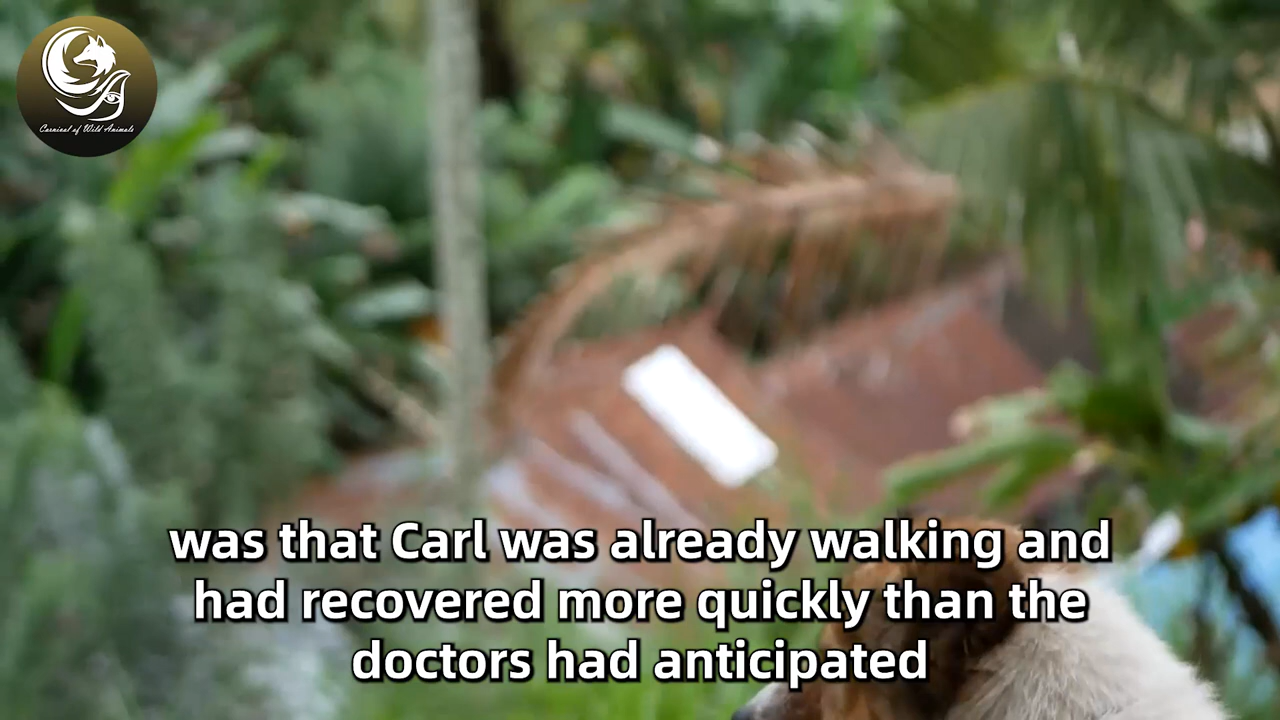 Carnival of Wild Animals
was that Carl was already walking and
had recovered more quickly than the
doctors had anticipated